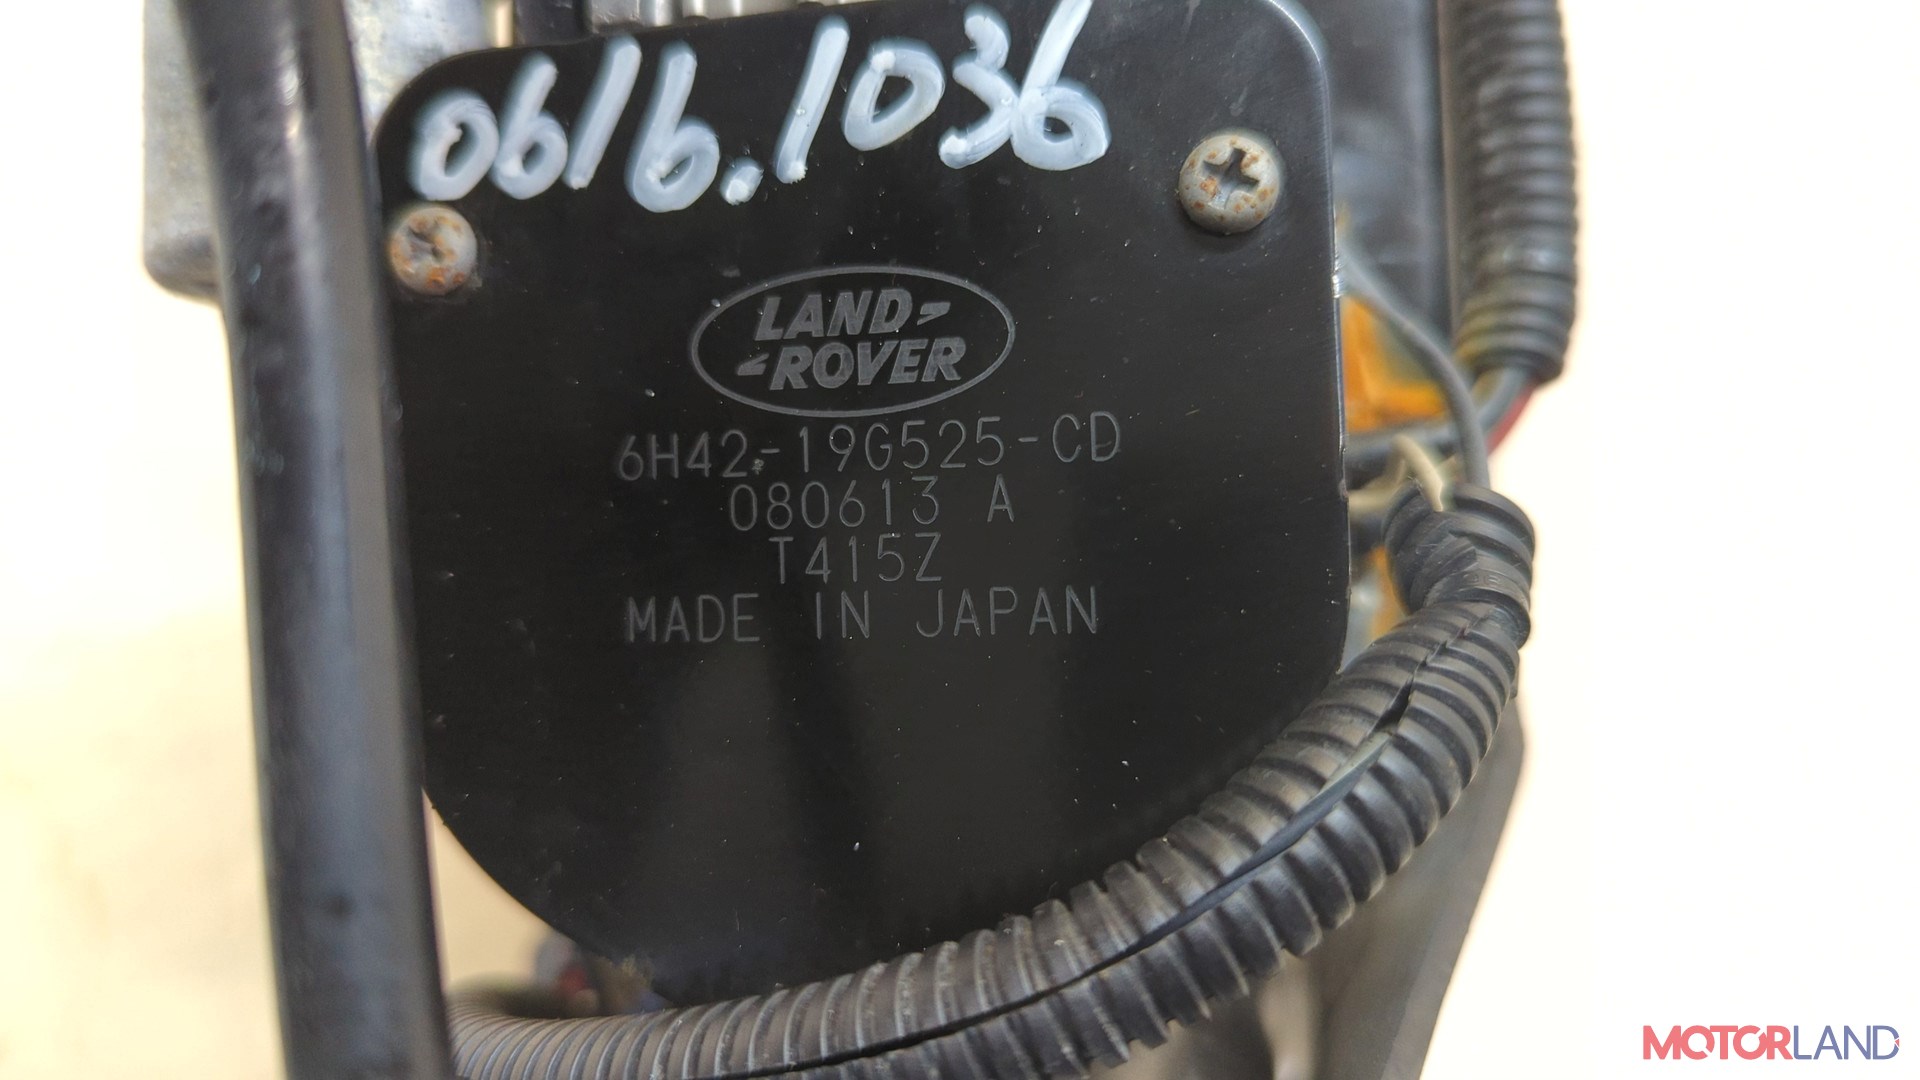 0616.1036
LAND-
-ROVER
6H42-19G525-CD
080613 A
T415Z
MADE IN JAPAN
MOTORLAND